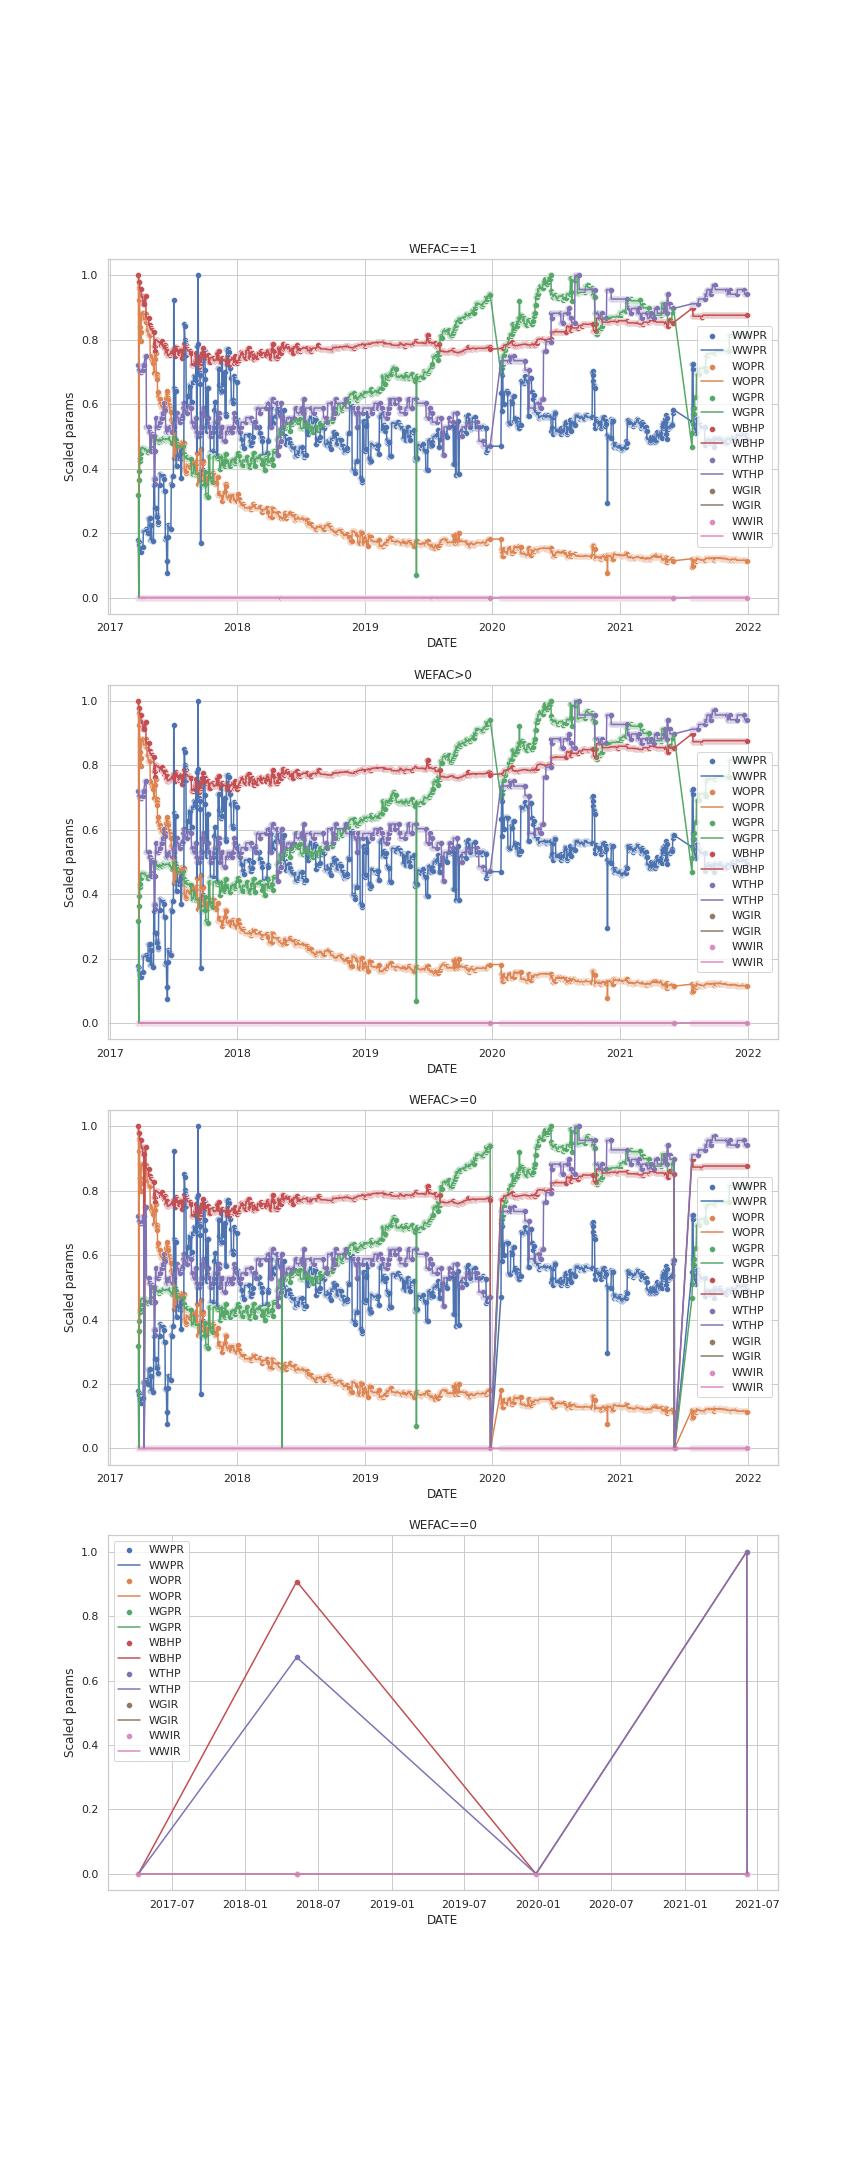 WEFAC==1
1.0
0.8
0.6
0.4
0.2
0.0
Scaled params
WWPR
WWPR
WOPR
WOPR
WGPR
WGPR
WBHP
WBHP
WTHP
WTHP
WGIR
WGIR
WWIR
WWIR
2017 2018 2019 2020 2021 2022
DATE
WEFAC>0
1.0
0.8
0.6
0.4
0.2
0.0
Scaled params
WWPR
WWPR
WOPR
WOPR
WGPR
WGPR
WBHP
WBHP
WTHP
WTHP
WGIR
WGIR
WWIR
WWIR
2017 2018 2019 2020 2021 2022
DATE
WEFAC>=0
1.0
0.8
0.6
0.4
0.2
0.0
Scaled params
WWPR
WWPR
WOPR
WOPR
WGPR
WGPR
WBHP
WBHP
WTHP
WTHP
WGIR
WGIR
WWIR
WWIR
2017 2018 2019 2020 2021 2022
DATE
WEFAC==0
1.0
0.8
0.6
0.4
0.2
0.0
Scaled params
WWPR
WWPR
WOPR
WOPR
WGPR
WGPR
WBHP
WBHP
WTHP
WTHP
WGIR
WGIR
WWIR
WWIR
2017-07 2018-01 2018-07 2019-01 2019-07 2020-01 2020-07 2021-01 2021-07
DATE